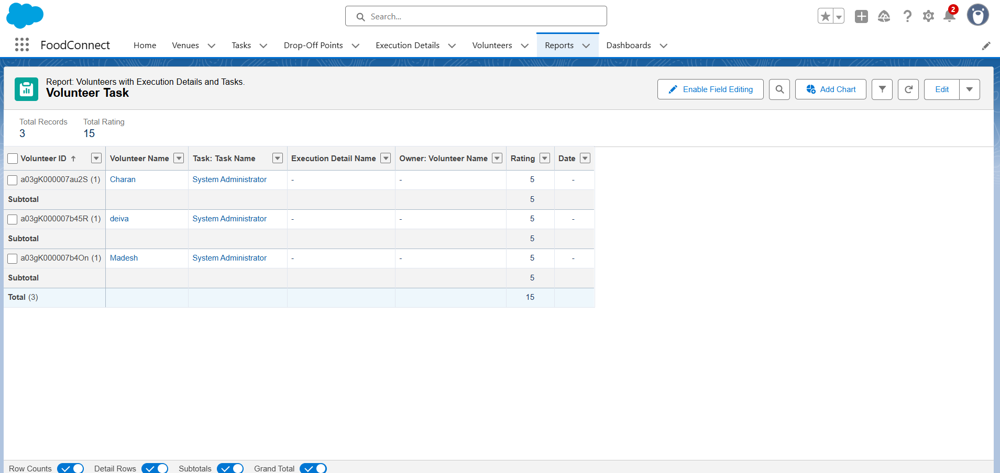 Search...
2
FoodConnect
Home
Venues
Tasks
Drop-Off Points
Execution Details
Volunteers
Reports
Dashboards
Report: Volunteers with Execution Details and Tasks.
Volunteer Task
Enable Field Editing
Add Chart
Edit
Total Records
3
Total Rating
15
Volunteer ID ↑ Volunteer Name Task: Task Name Execution Detail Name Owner: Volunteer Name Rating Date
a03gK000007au2S (1) Charan System Administrator - - 5 -
Subtotal 5
a03gK000007b45R (1) deiva System Administrator - - 5 -
Subtotal 5
a03gK000007b4On (1) Madesh System Administrator - - 5 -
Subtotal 5
Total (3) 15
Row Counts Detail Rows Subtotals Grand Total